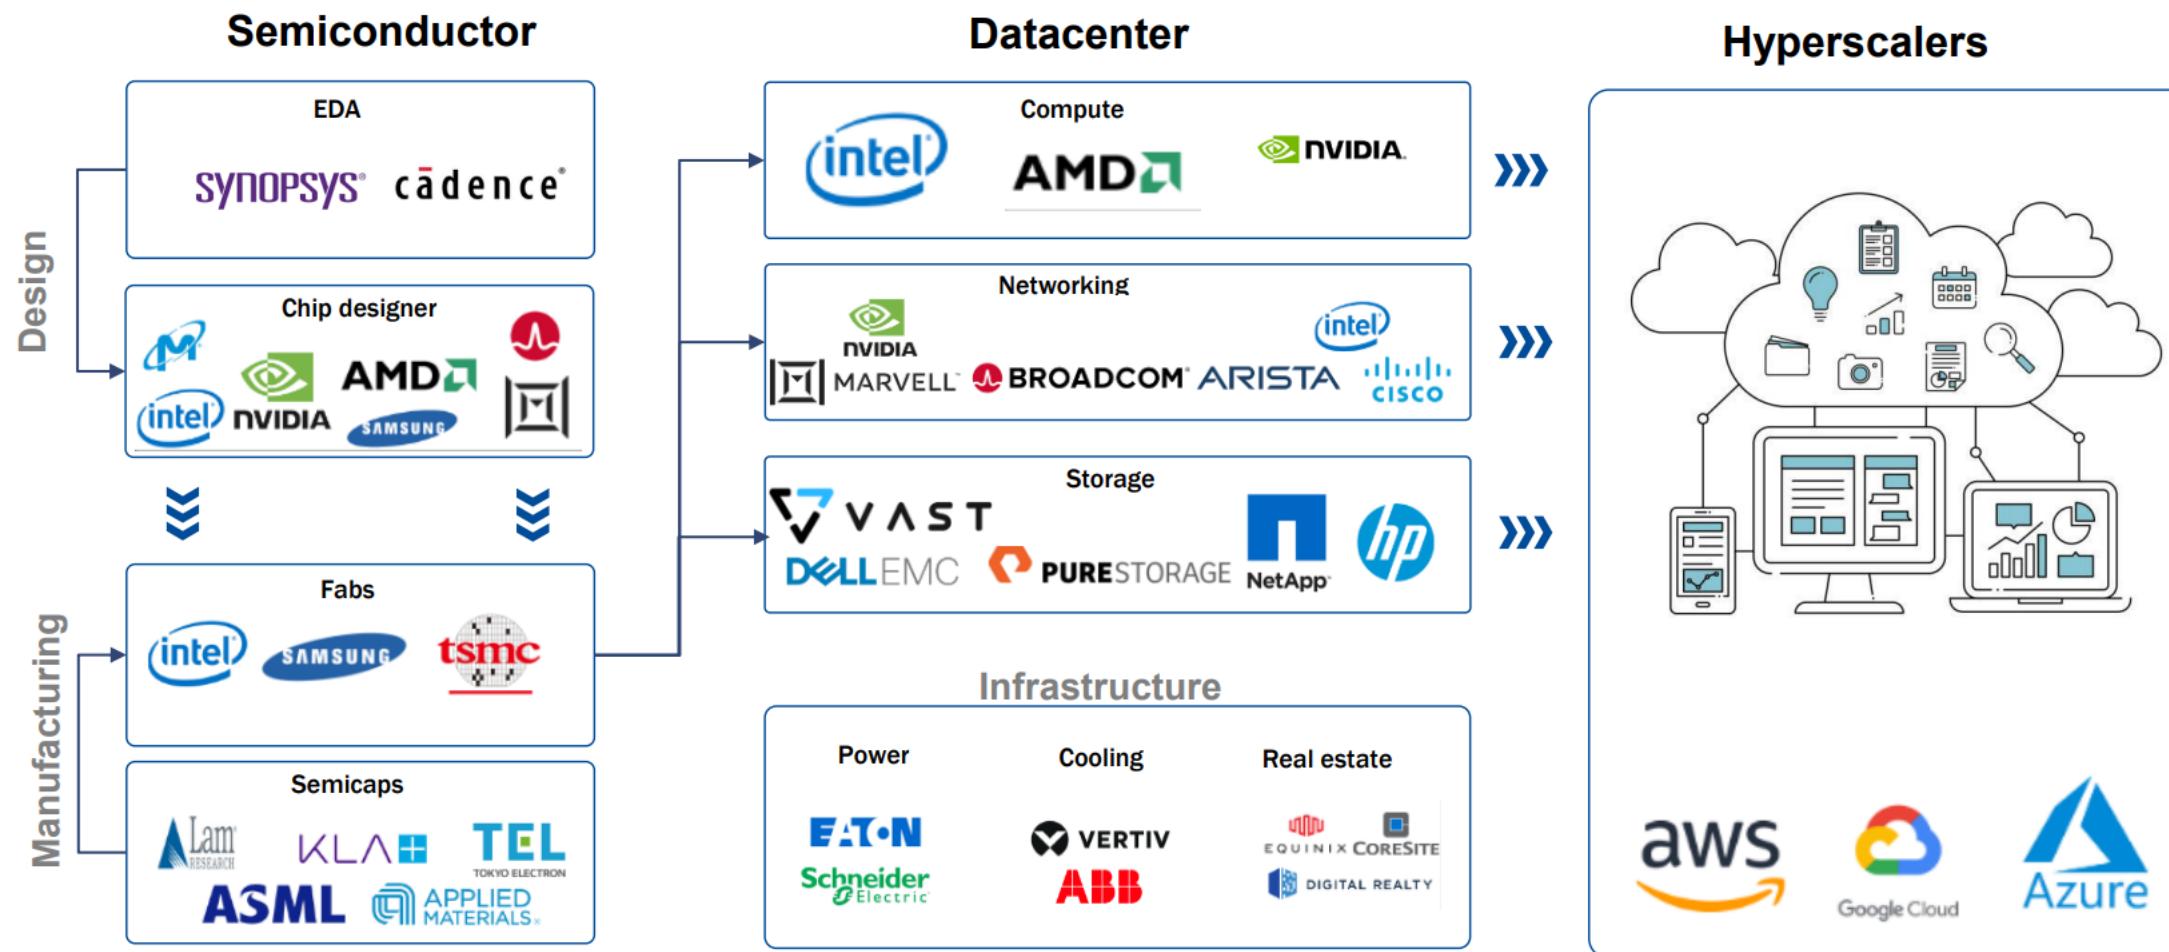 Semiconductor
Datacenter
Hyperscalers
Design
Manufacturing
EDA
SYNOPSYS®
cādence®
Chip designer
M
intel
NVIDIA
AMD
SAMSUNG
Fabs
intel
SAMSUNG
tsmc
Semicaps
Lam
RESEARCH
KLA
TEL
TOKYO ELECTRON
ASML
APPLIED
MATERIALS
Compute
intel
AMD
NVIDIA.
Networking
NVIDIA
MARVELL
BROADCOM
ARISTA
intel
CISCO
Storage
VAST
DELLEMC
PURESTORAGE
NetApp
hp
Infrastructure
Power
EATON
Schneider
Electric
Cooling
VERTIV
ABB
Real estate
EQUINIX
CORESITE
DIGITAL REALTY
aws
Google Cloud
Azure